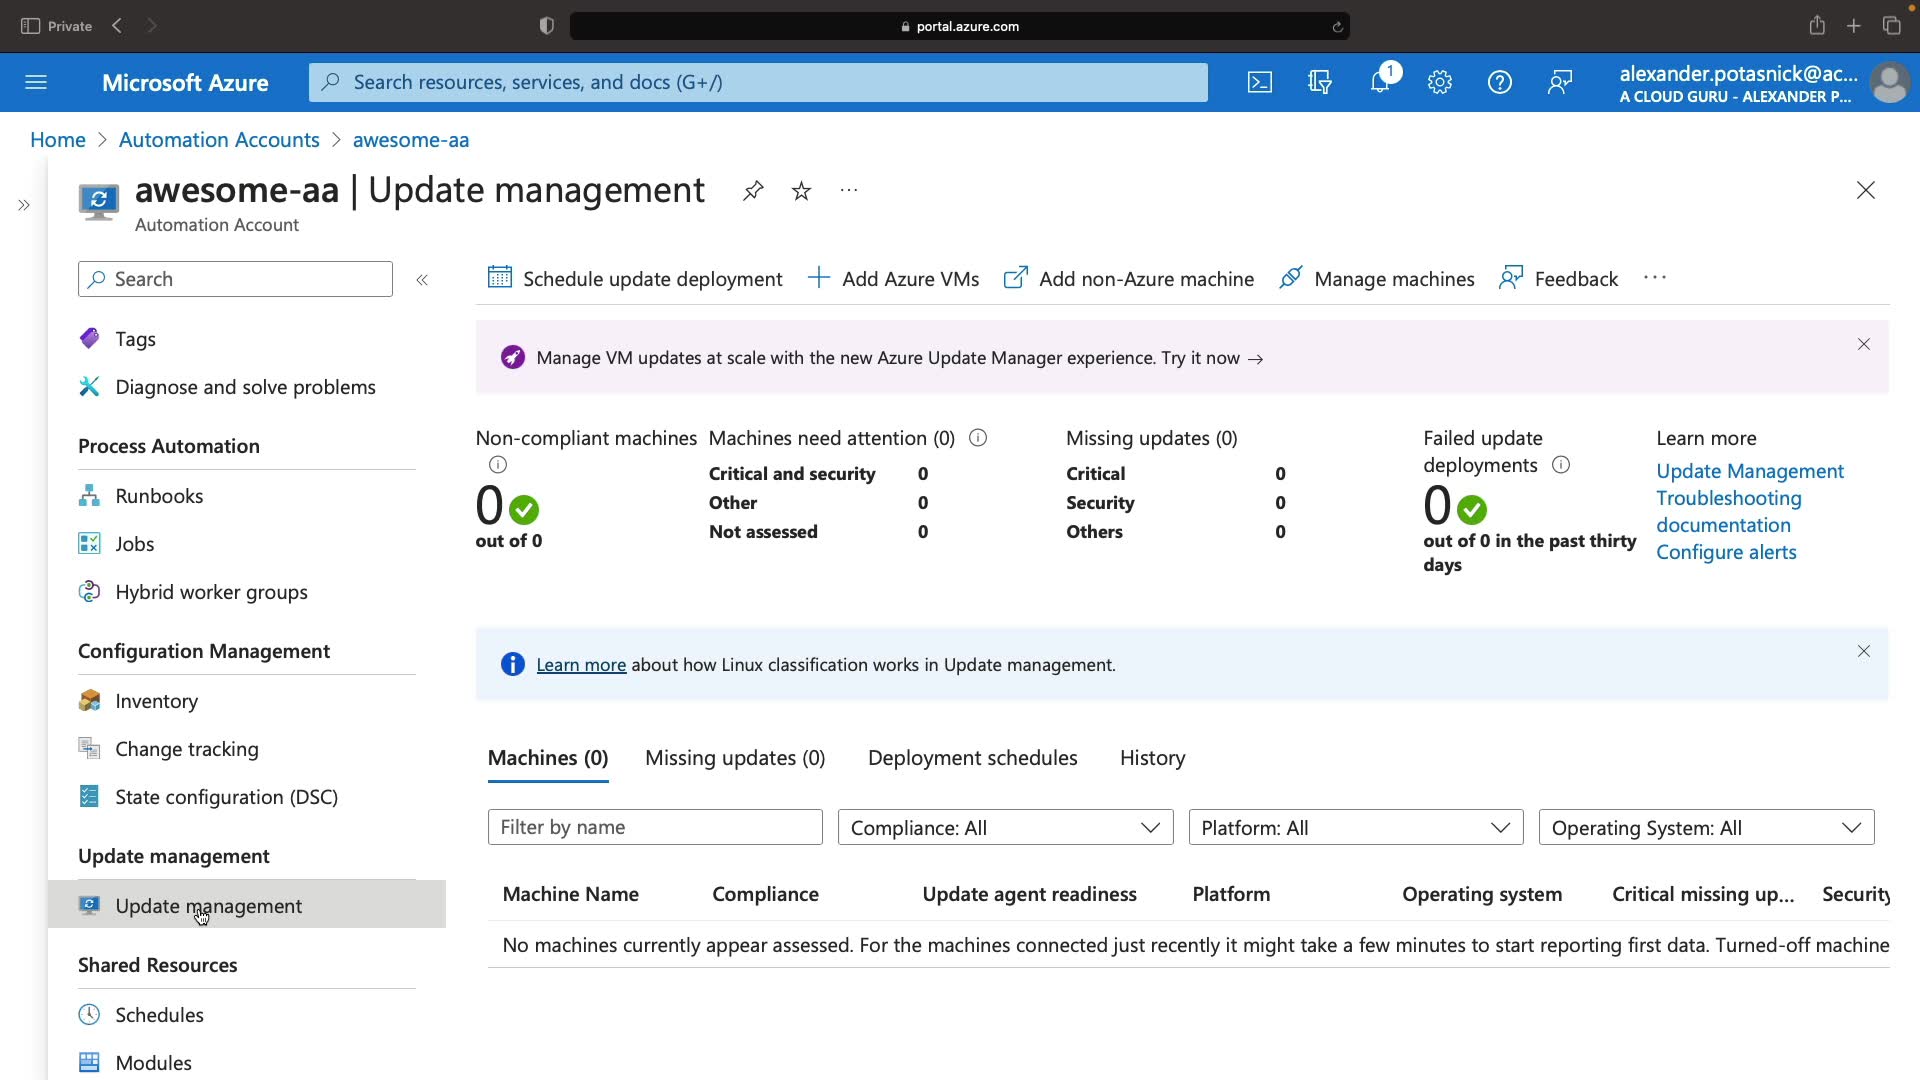 Private
portal.azure.com
Microsoft Azure
Search resources, services, and docs (G+/)
1
alexander.potasnick@ac...
A CLOUD GURU - ALEXANDER P...
Home > Automation Accounts > awesome-aa
awesome-aa | Update management
Automation Account
Search
Tags
Diagnose and solve problems
Process Automation
Runbooks
Jobs
Hybrid worker groups
Configuration Management
Inventory
Change tracking
State configuration (DSC)
Update management
Update management
Shared Resources
Schedules
Modules
Schedule update deployment
Add Azure VMs
Add non-Azure machine
Manage machines
Feedback
Manage VM updates at scale with the new Azure Update Manager experience. Try it now →
Non-compliant machines
0
out of 0
Machines need attention (0)
Critical and security 0
Other 0
Not assessed 0
Missing updates (0)
Critical 0
Security 0
Others 0
Failed update
deployments
0
out of 0 in the past thirty
days
Learn more
Update Management
Troubleshooting
documentation
Configure alerts
Learn more about how Linux classification works in Update management.
Machines (0)
Missing updates (0)
Deployment schedules
History
Filter by name
Compliance: All
Platform: All
Operating System: All
Machine Name
Compliance
Update agent readiness
Platform
Operating system
Critical missing up...
Security
No machines currently appear assessed. For the machines connected just recently it might take a few minutes to start reporting first data. Turned-off machine